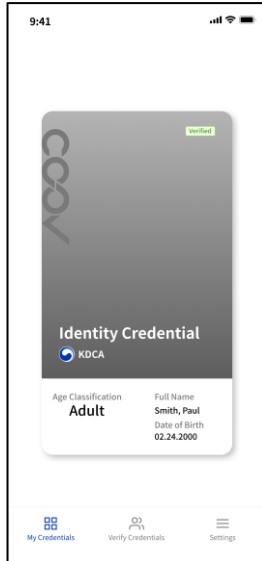 9:41
Verified
COOV
Identity Credential
KDCA
Age Classification
Adult
Full Name
Smith, Paul
Date of Birth
02.24.2000
My Credentials
Verify Credentials
Settings